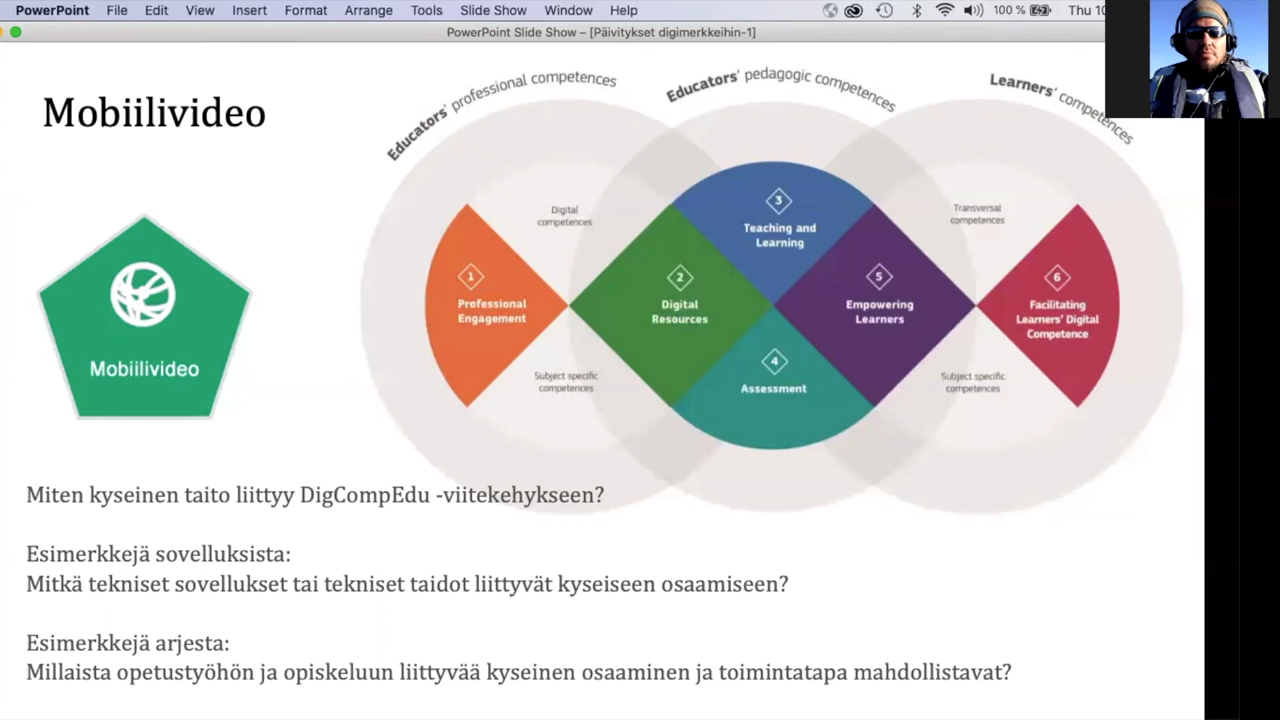 PowerPoint File Edit View Insert Format Arrange Tools Slide Show Window Help 100 % Thu 10
PowerPoint Slide Show – [Päivitykset digimerkkeihin-1]
Mobiilivideo
Educators' professional competences
Educators' pedagogic competences
Learners' competences
Digital
competences
Transversal
competences
3
Teaching and
Learning
1
Professional
Engagement
2
Digital
Resources
5
Empowering
Learners
6
Facilitating
Learners' Digital
Competence
4
Assessment
Subject specific
competences
Subject specific
competences
Mobiilivideo
Miten kyseinen taito liittyy DigCompEdu -viitekehykseen?
Esimerkkejä sovelluksista:
Mitkä tekniset sovellukset tai tekniset taidot liittyvät kyseiseen osaamiseen?
Esimerkkejä arjesta:
Millaista opetustyöhön ja opiskeluun liittyvää kyseinen osaaminen ja toimintatapa mahdollistavat?